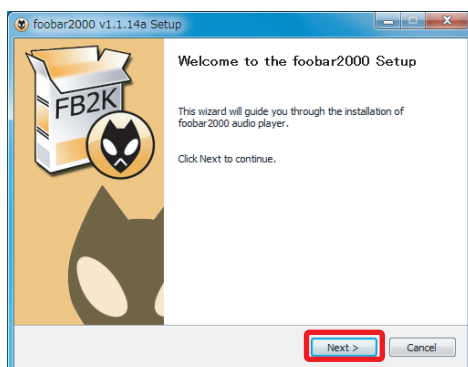 foobar2000 v1.1.14a Setup
FB2K
Welcome to the foobar2000 Setup
This wizard will guide you through the installation of
foobar2000 audio player.
Click Next to continue.
Next >
Cancel